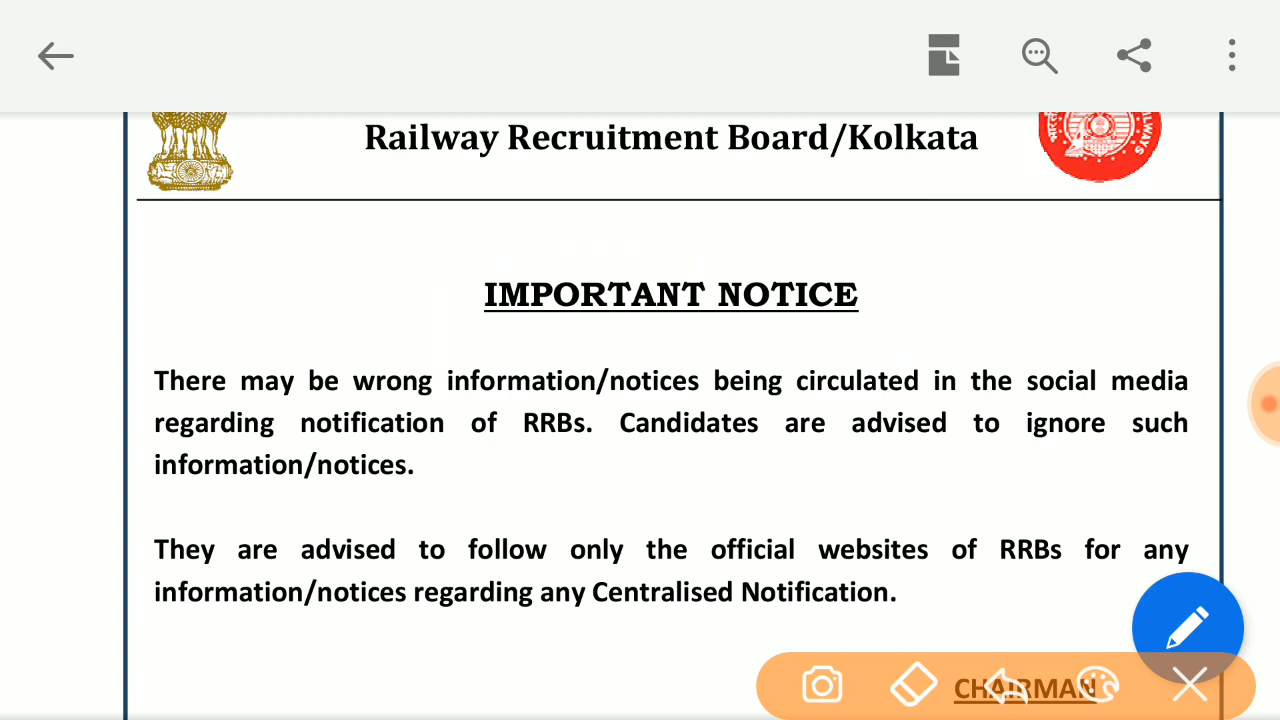 Railway Recruitment Board/Kolkata
IMPORTANT NOTICE
There may be wrong information/notices being circulated in the social media
regarding notification of RRBs. Candidates are advised to ignore such
information/notices.
They are advised to follow only the official websites of RRBs for any
information/notices regarding any Centralised Notification.
CHAIRMAN